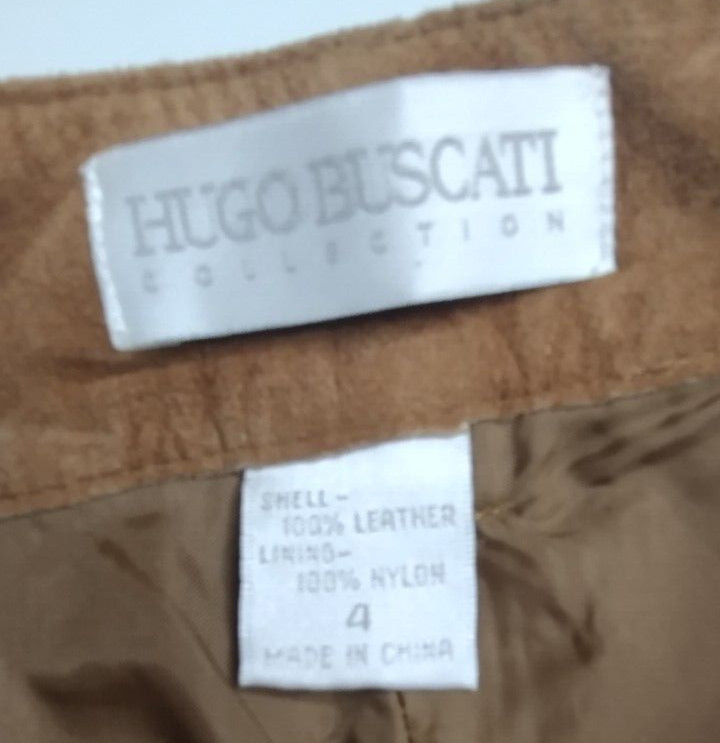 HUGO BUSCATI
COLLECTION
SHELL-
100% LEATHER
LINING-
100% NYLON
4
MADE IN CHINA